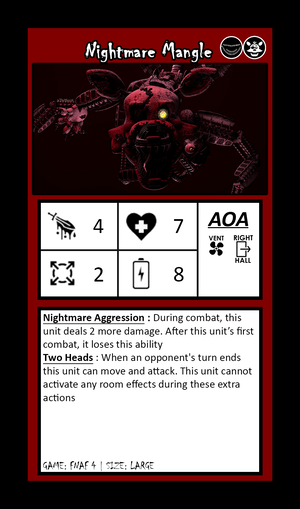 Nightmare Mangle
4
7
AOA
VENT
RIGHT
HALL
2
8
Nightmare Aggression : During combat, this
unit deals 2 more damage. After this unit's first
combat, it loses this ability
Two Heads : When an opponent's turn ends
this unit can move and attack. This unit cannot
activate any room effects during these extra
actions
GAME: FNAF 4 | SIZE: LARGE